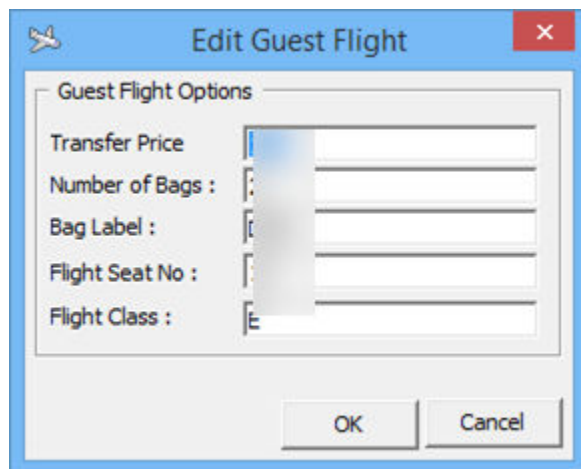 Edit Guest Flight
Guest Flight Options
Transfer Price
Number of Bags :
Bag Label :
Flight Seat No :
Flight Class :
OK
Cancel